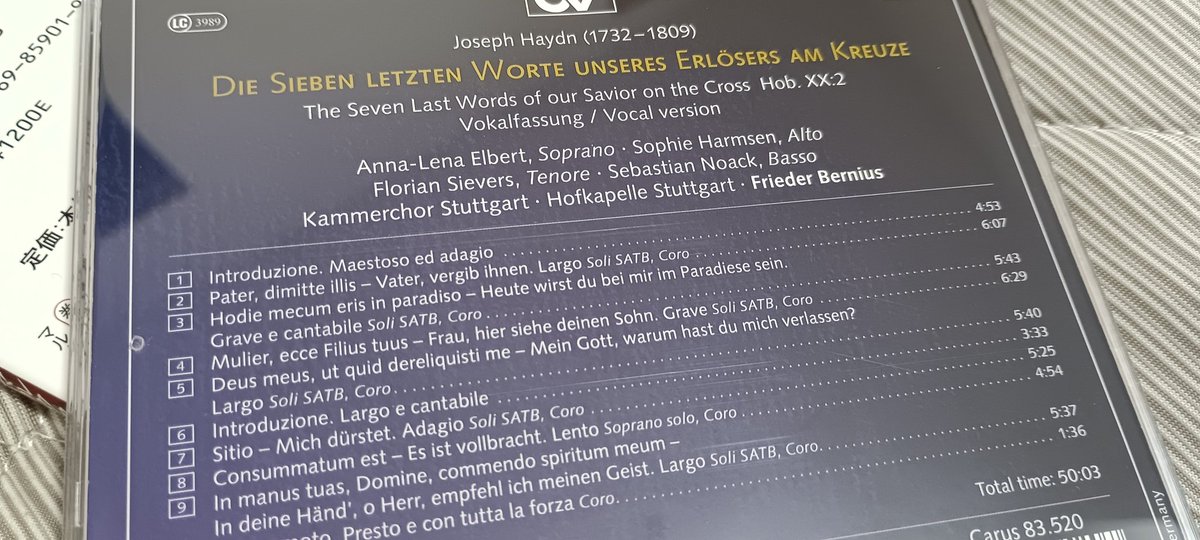 LC 3989
CV
Joseph Haydn (1732–1809)
DIE SIEBEN LETZTEN WORTE UNSERES ERLÖSERS AM KREUZE
The Seven Last Words of our Savior on the Cross Hob. XX:2
Vokalfassung / Vocal version
Anna-Lena Elbert, Soprano · Sophie Harmsen, Alto
Florian Sievers, Tenore · Sebastian Noack, Basso
Kammerchor Stuttgart · Hofkapelle Stuttgart · Frieder Bernius
1 Introduzione. Maestoso ed adagio 4:53
2 Pater, dimitte illis – Vater, vergib ihnen. Largo Soli SATB, Coro 6:07
3 Hodie mecum eris in paradiso – Heute wirst du bei mir im Paradiese sein.
Grave e cantabile Soli SATB, Coro 5:43
4 Mulier, ecce Filius tuus – Frau, hier siehe deinen Sohn. Grave Soli SATB, Coro 6:29
5 Deus meus, ut quid dereliquisti me – Mein Gott, warum hast du mich verlassen?
Largo Soli SATB, Coro 5:40
6 Introduzione. Largo e cantabile 3:33
7 Sitio – Mich dürstet. Adagio Soli SATB, Coro 5:25
8 Consummatum est – Es ist vollbracht. Lento Soprano solo, Coro 4:54
9 In manus tuas, Domine, commendo spiritum meum –
In deine Händ', o Herr, empfehl ich meinen Geist. Largo Soli SATB, Coro 5:37
Presto e con tutta la forza Coro 1:36
Total time: 50:03
Carus 83.520
69-85901-9
+1200E
定価:本